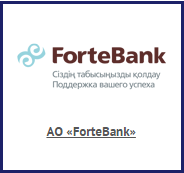 ForteBank
Сіздің табысыңызды қолдау
Поддержка вашего успеха
АО «ForteBank»